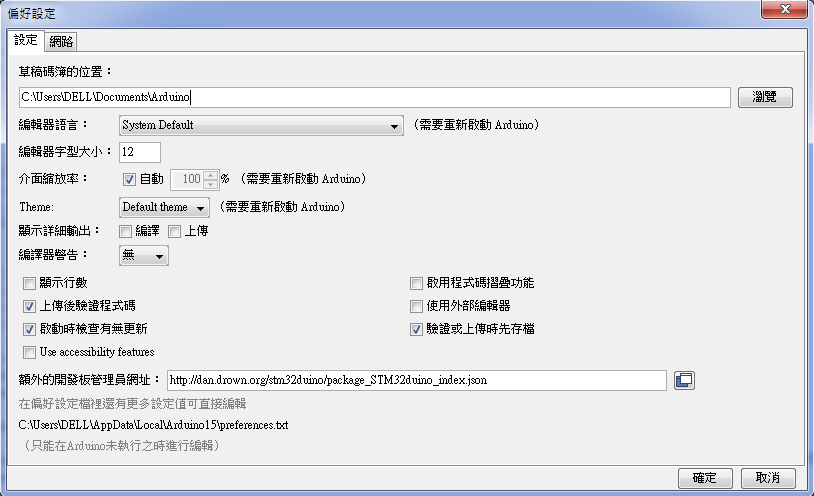 偏好設定
設定 網路
草稿碼簿的位置：
C:\Users\DELL\Documents\Arduino 瀏覽
編輯器語言： System Default （需要重新啟動 Arduino）
編輯器字型大小： 12
介面縮放率： 自動 100 % （需要重新啟動 Arduino）
Theme: Default theme （需要重新啟動 Arduino）
顯示詳細輸出： 編譯 上傳
編譯器警告： 無
顯示行數 啟用程式碼摺疊功能
上傳後驗證程式碼 使用外部編輯器
啟動時檢查有無更新 驗證或上傳時先存檔
Use accessibility features
額外的開發板管理員網址： http://dan.drown.org/stm32duino/package_STM32duino_index.json
在偏好設定檔裡還有更多設定值可直接編輯
C:\Users\DELL\AppData\Local\Arduino15\preferences.txt
（只能在Arduino未執行之時進行編輯）
確定 取消